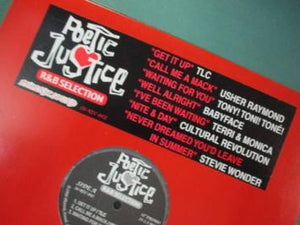 POETIC
JUSTICE
R&B SELECTION
"GET IT UP" TLC
"CALL ME A MACK" USHER RAYMOND
"WAITING FOR YOU" TONY! TONI! TONÉ!
"WELL ALRIGHT" BABYFACE
"I'VE BEEN WAITING" TERRI & MONICA
"NITE & DAY" CULTURAL REVOLUTION
"NEVER DREAMED YOU'D LEAVE
IN SUMMER" STEVIE WONDER
POETIC
JUSTICE
R&B SELECTION